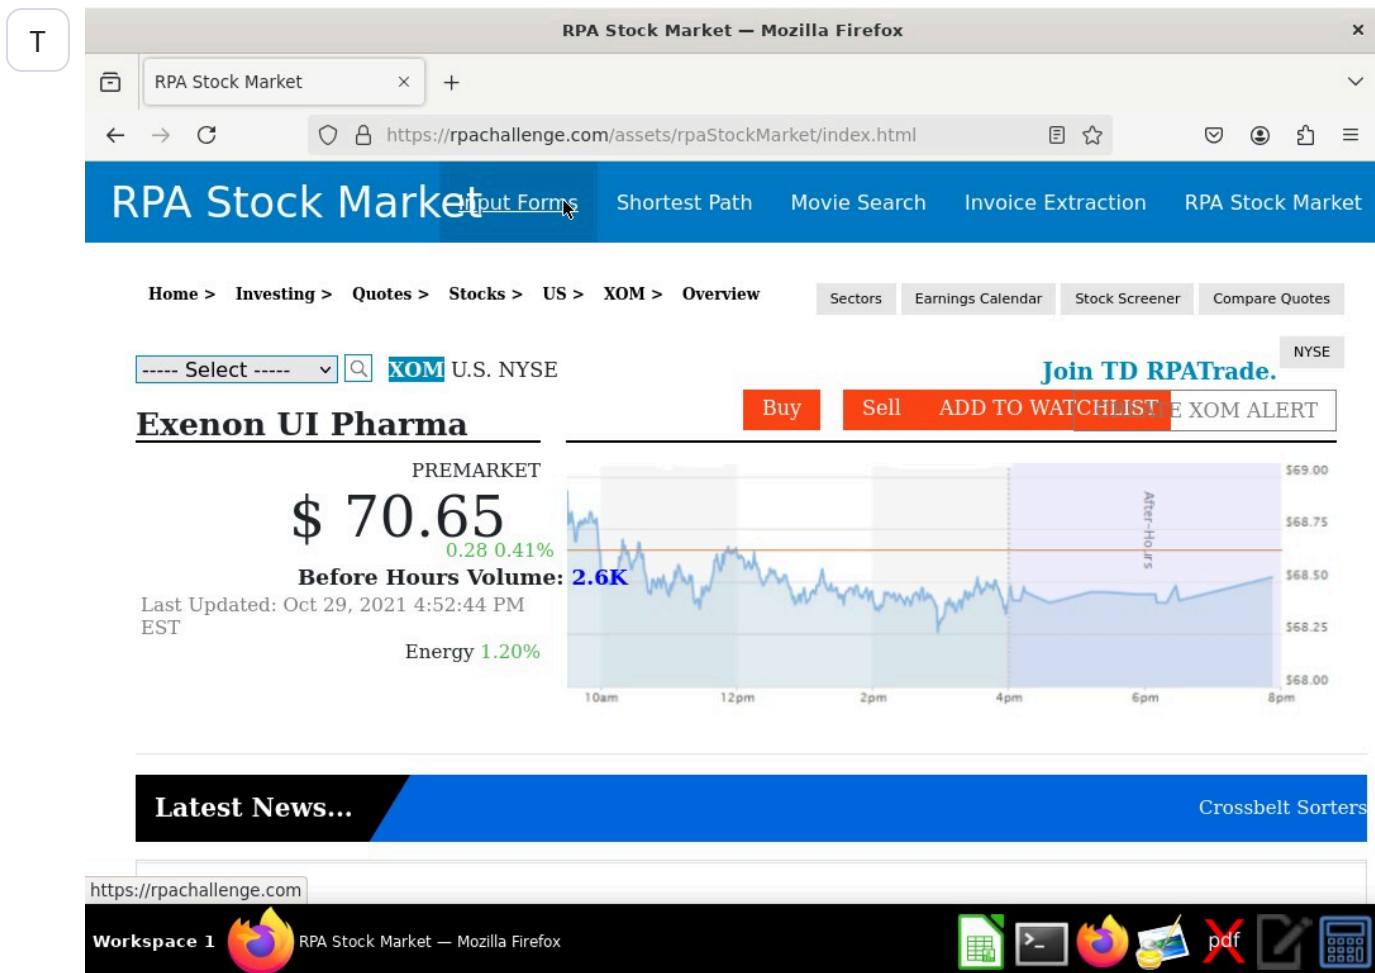 T
RPA Stock Market — Mozilla Firefox
RPA Stock Market
https://rpachallenge.com/assets/rpaStockMarket/index.html
RPA Stock Market Input Forms Shortest Path Movie Search Invoice Extraction RPA Stock Market
Home > Investing > Quotes > Stocks > US > XOM > Overview
Sectors Earnings Calendar Stock Screener Compare Quotes
NYSE
----- Select ----- XOM U.S. NYSE
Join TD RPATrade.
Buy Sell ADD TO WATCHLIST CREATE XOM ALERT
Exenon UI Pharma
PREMARKET
$ 70.65
0.28 0.41%
Before Hours Volume: 2.6K
Last Updated: Oct 29, 2021 4:52:44 PM
EST
Energy 1.20%
$69.00
$68.75
$68.50
$68.25
$68.00
After-Hours
10am 12pm 2pm 4pm 6pm 8pm
Latest News...
Crossbelt Sorters
https://rpachallenge.com
Workspace 1 RPA Stock Market — Mozilla Firefox
pdf